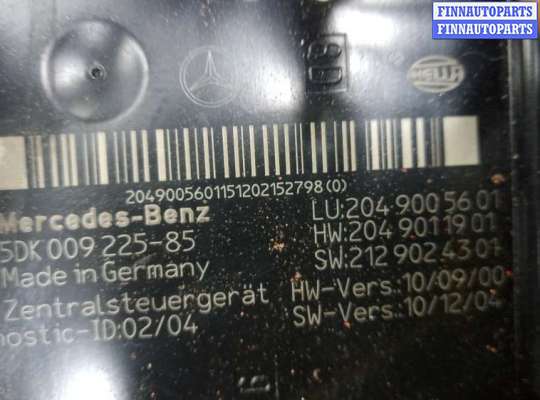 FINNAUTOPARTS
FINNAUTOPARTS
HELLA
2049005601151202152798(0)
Mercedes-Benz
LU:204 900 56 01
5DK 009 225-85
HW:204 901 19 01
Made in Germany
SW:212 902 43 01
Zentralsteuergerät
HW-Vers.:10/09/00
nostic-ID:02/04
SW-Vers.:10/12/04